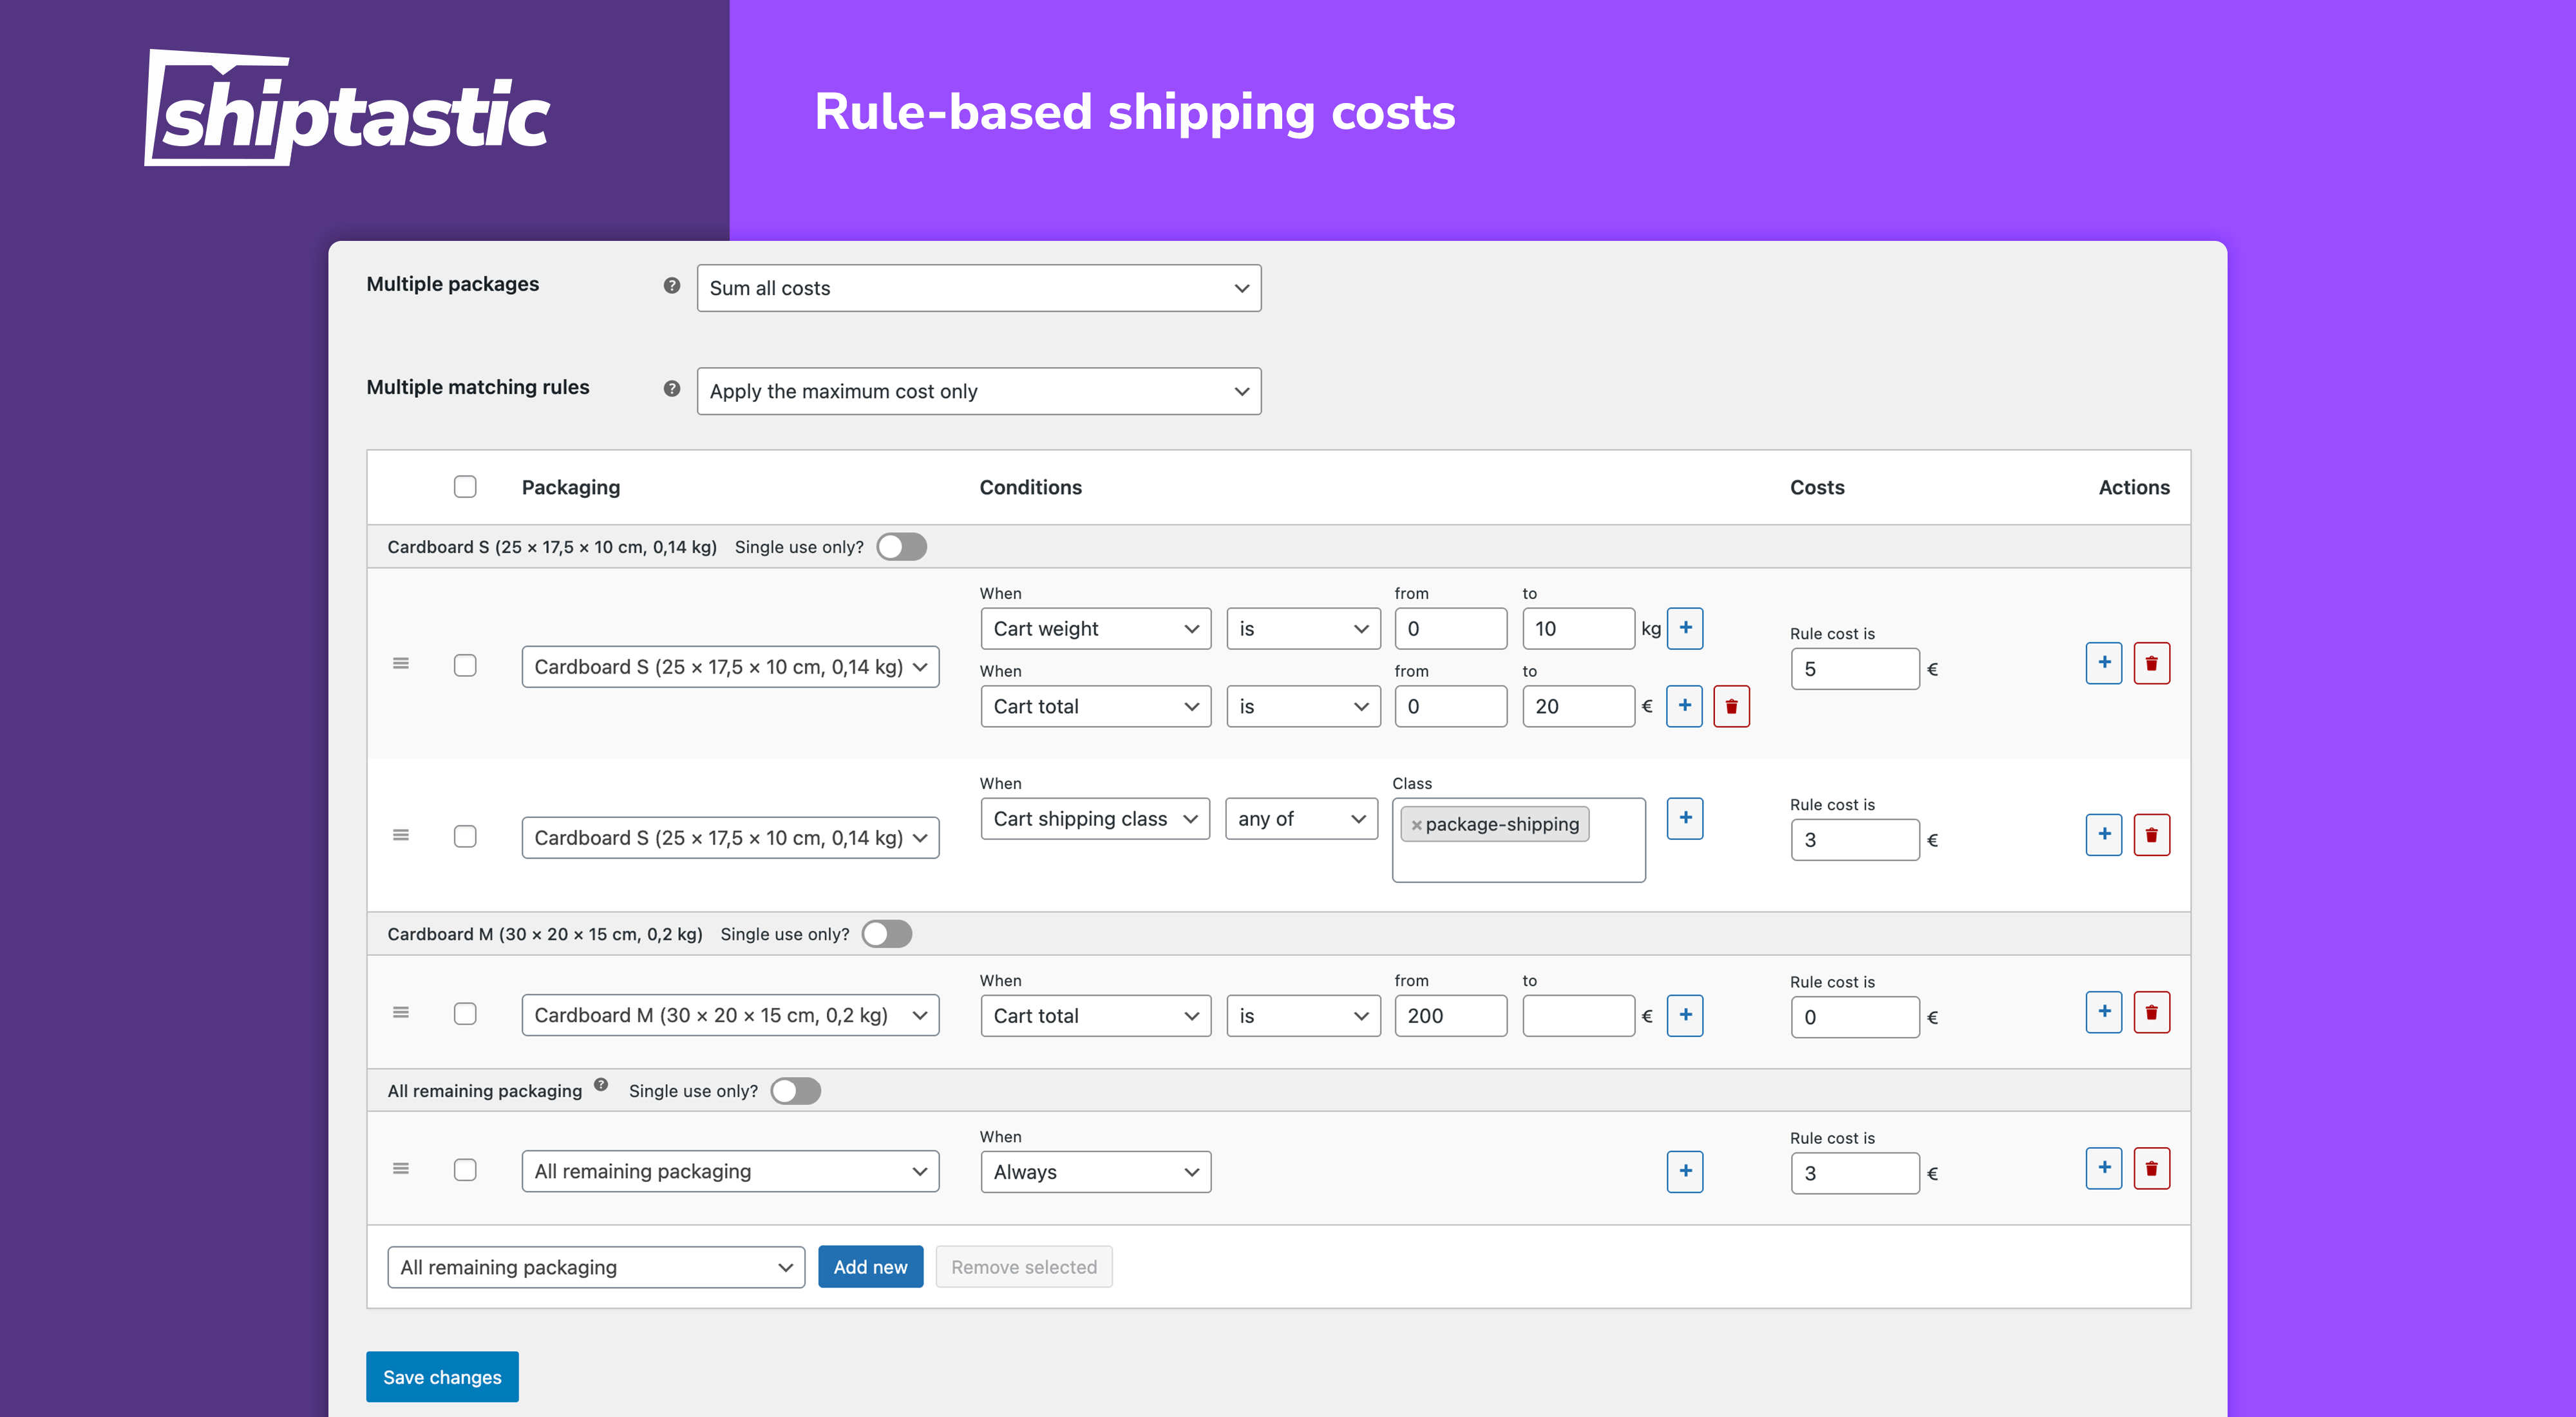 shiptastic
Rule-based shipping costs
Multiple packages ? Sum all costs
Multiple matching rules ? Apply the maximum cost only
Packaging Conditions Costs Actions
Cardboard S (25 × 17,5 × 10 cm, 0,14 kg) Single use only?
When from to
Cart weight is 0 10 kg +
Rule cost is
Cardboard S (25 × 17,5 × 10 cm, 0,14 kg) 5 € +
When from to
Cart total is 0 20 € +
When Class
Cart shipping class any of × package-shipping +
Rule cost is
Cardboard S (25 × 17,5 × 10 cm, 0,14 kg) 3 € +
Cardboard M (30 × 20 × 15 cm, 0,2 kg) Single use only?
When from to Rule cost is
Cardboard M (30 × 20 × 15 cm, 0,2 kg) Cart total is 200 € + 0 € +
All remaining packaging ? Single use only?
When Rule cost is
All remaining packaging Always + 3 € +
All remaining packaging Add new Remove selected
Save changes